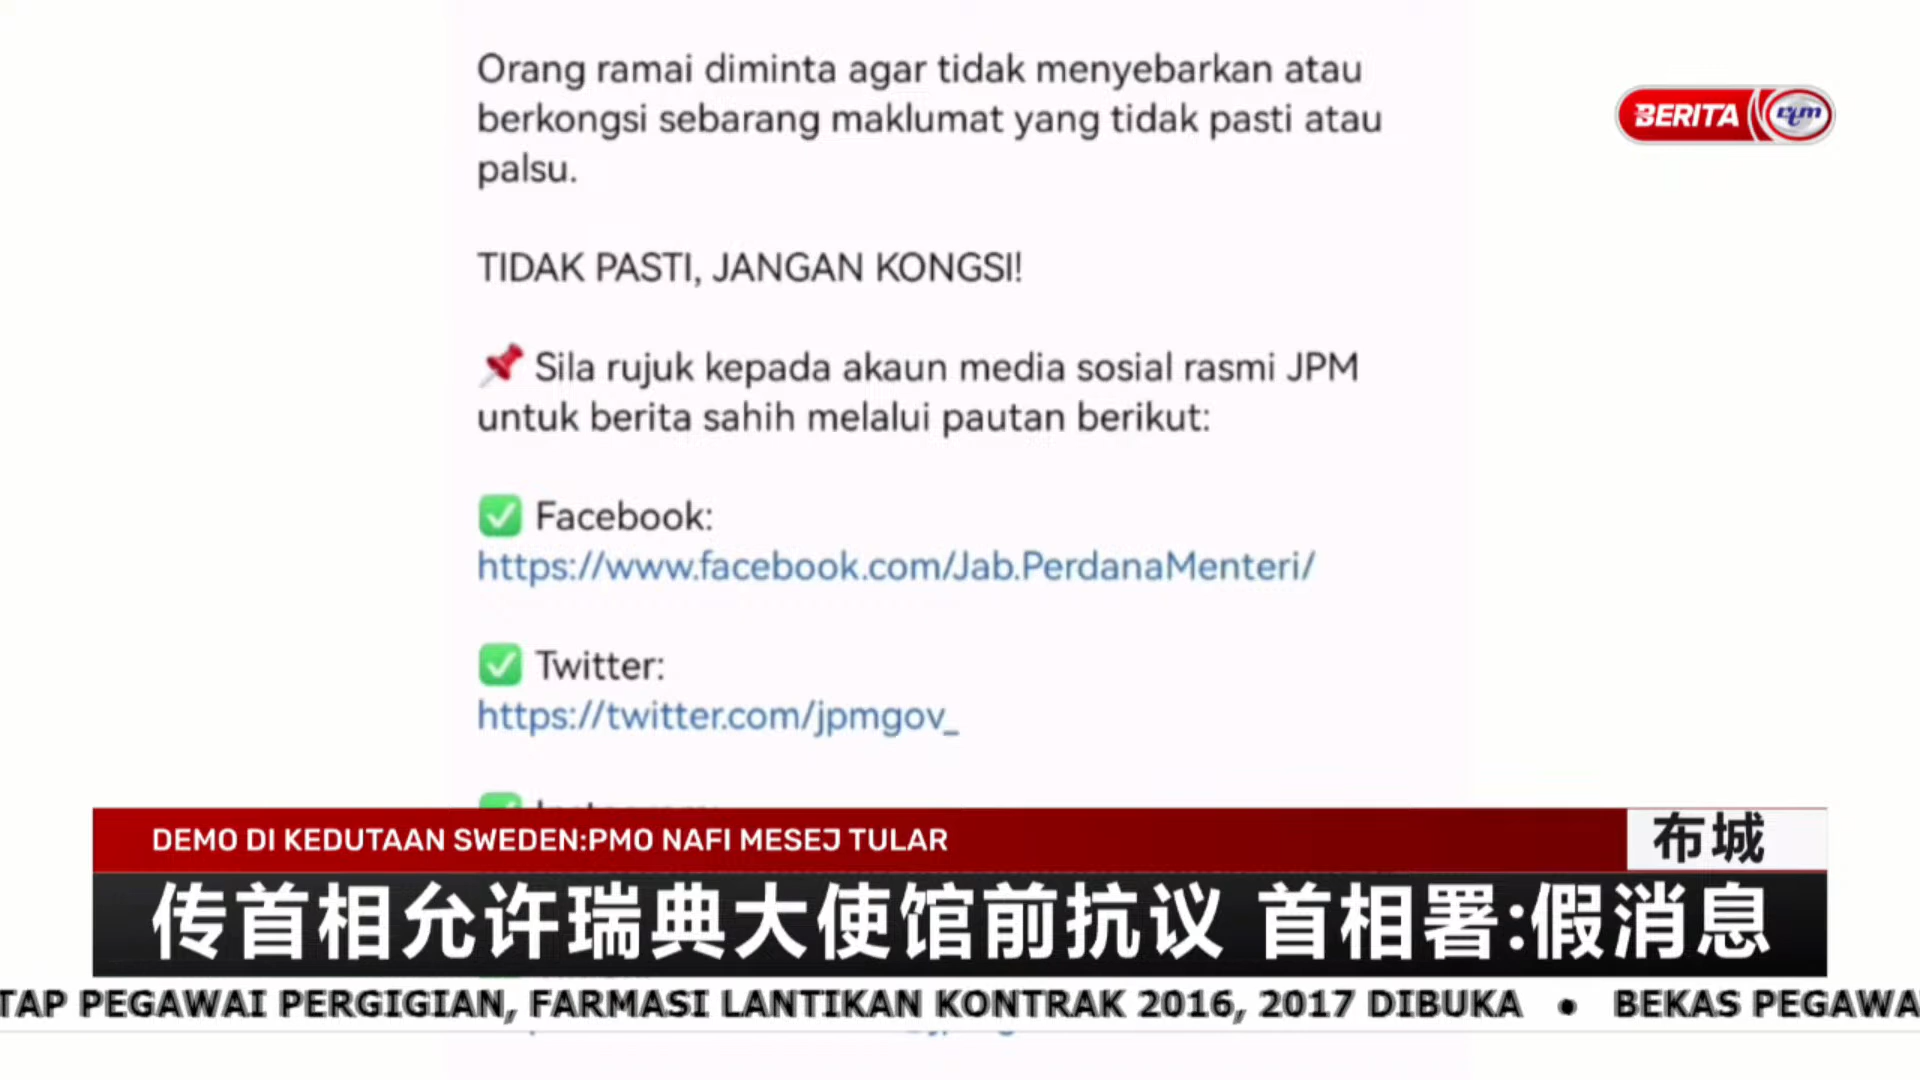 Orang ramai diminta agar tidak menyebarkan atau
berkongsi sebarang maklumat yang tidak pasti atau
palsu.
TIDAK PASTI, JANGAN KONGSI!
📌 Sila rujuk kepada akaun media sosial rasmi JPM
untuk berita sahih melalui pautan berikut:
✅ Facebook:
https://www.facebook.com/Jab.PerdanaMenteri/
✅ Twitter:
https://twitter.com/jpmgov_
BERITA rtm
DEMO DI KEDUTAAN SWEDEN:PMO NAFI MESEJ TULAR
布城
传首相允许瑞典大使馆前抗议 首相署:假消息
TAP PEGAWAI PERGIGIAN, FARMASI LANTIKAN KONTRAK 2016, 2017 DIBUKA • BEKAS PEGAWA